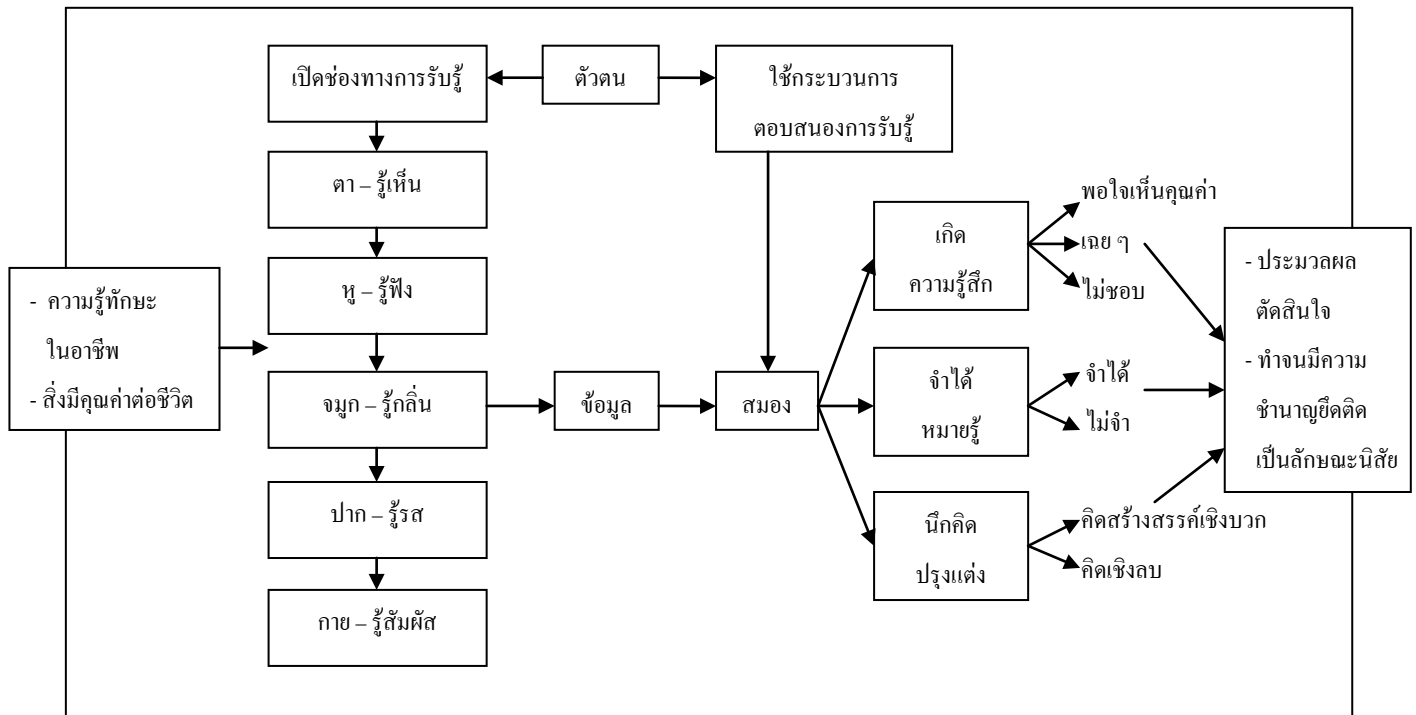 เปิดช่องทางการรับรู้
ตัวตน
ใช้กระบวนการ
ตอบสนองการรับรู้
ตา – รู้เห็น
หู – รู้ฟัง
จมูก – รู้กลิ่น
ปาก – รู้รส
กาย – รู้สัมผัส
- ความรู้ทักษะ
ในอาชีพ
- สิ่งมีคุณค่าต่อชีวิต
ข้อมูล
สมอง
เกิด
ความรู้สึก
พอใจเห็นคุณค่า
เฉย ๆ
ไม่ชอบ
จำได้
หมายรู้
จำได้
ไม่จำ
นึกคิด
ปรุงแต่ง
คิดสร้างสรรค์เชิงบวก
คิดเชิงลบ
- ประมวลผล
ตัดสินใจ
- ทำจนมีความ
ชำนาญยึดติด
เป็นลักษณะนิสัย